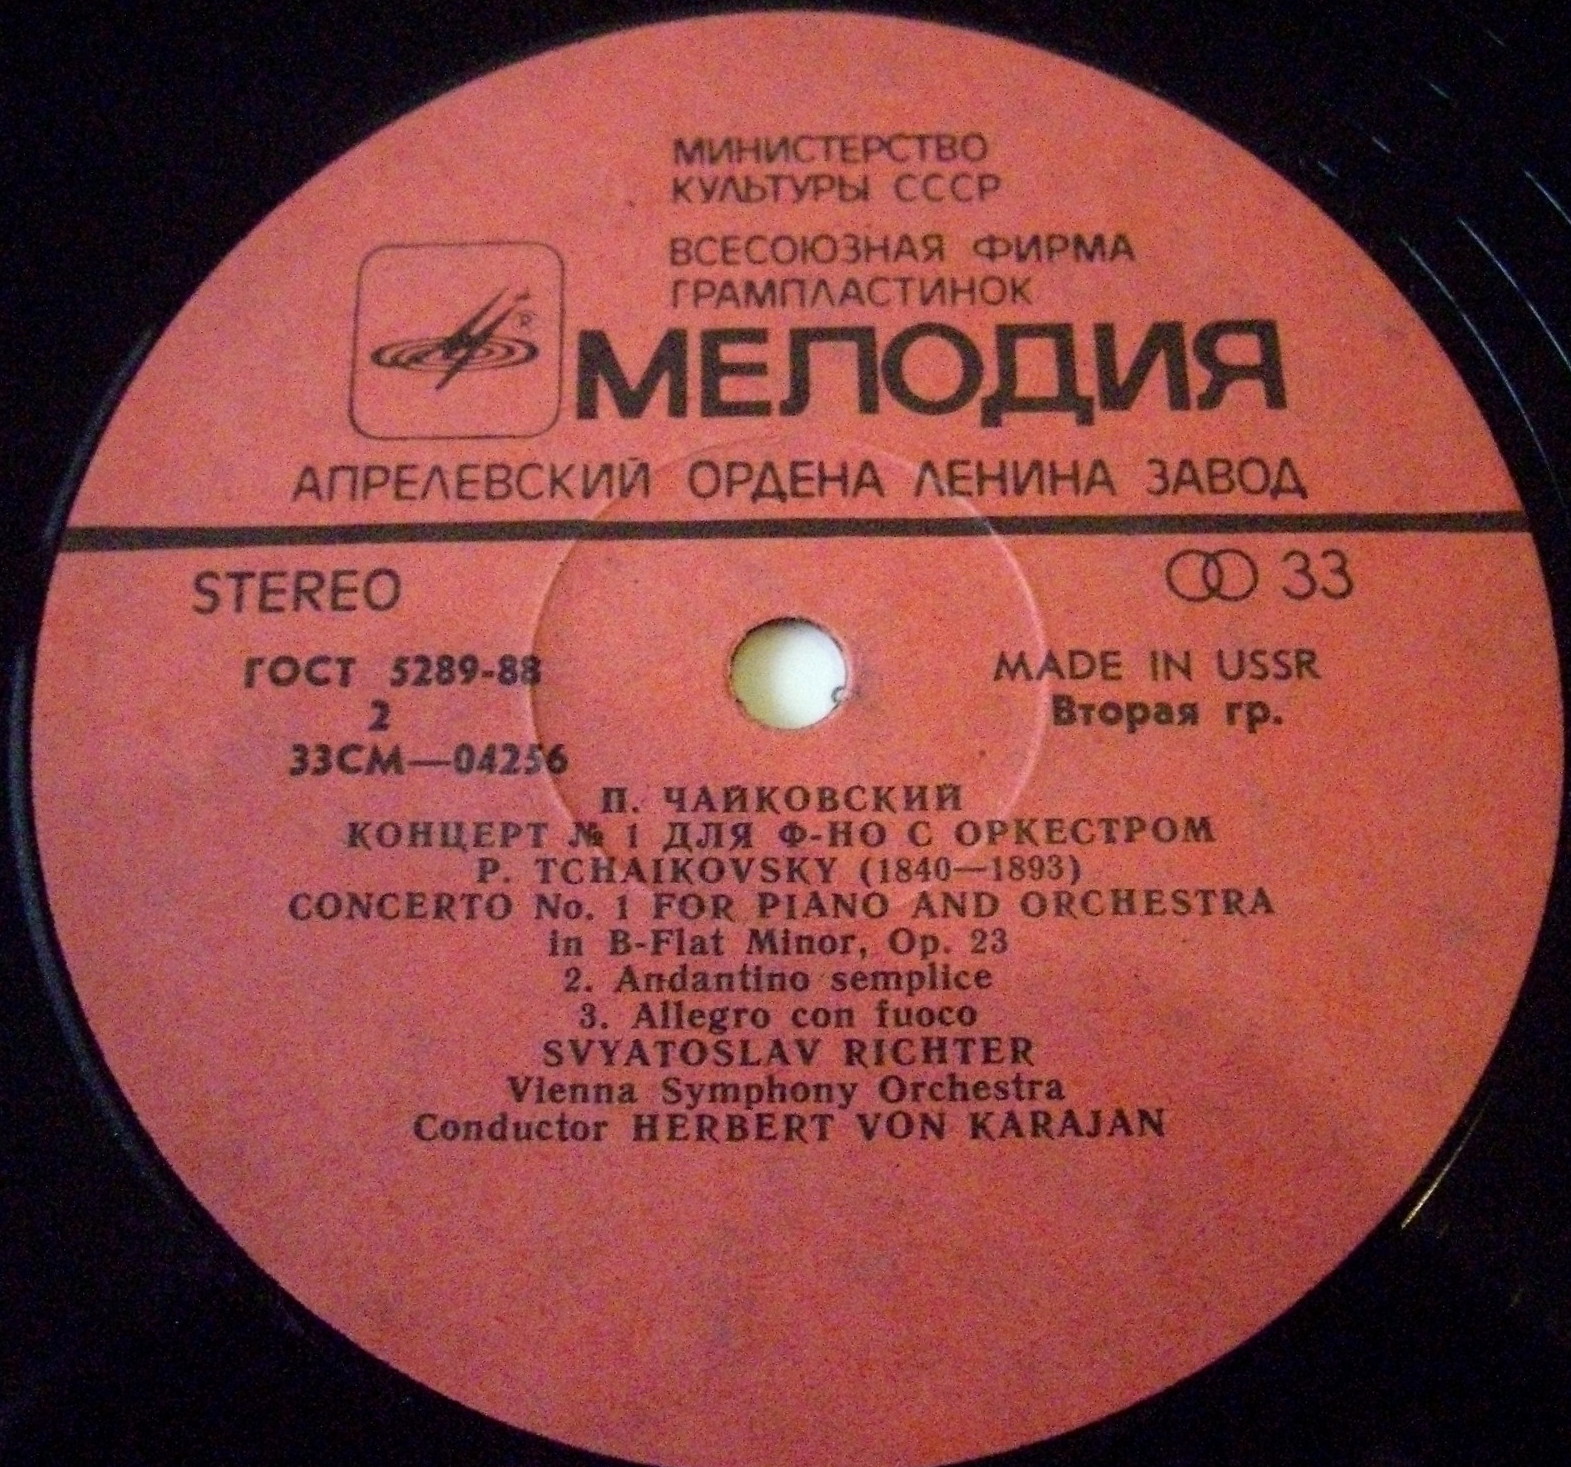 МИНИСТЕРСТВО
КУЛЬТУРЫ СССР
ВСЕСОЮЗНАЯ ФИРМА
ГРАМПЛАСТИНОК
R
МЕЛОДИЯ
АПРЕЛЕВСКИЙ ОРДЕНА ЛЕНИНА ЗАВОД
STEREO
33
ГОСТ 5289-88
MADE IN USSR
2
Вторая гр.
33СМ—04256
П. ЧАЙКОВСКИЙ
КОНЦЕРТ № 1 ДЛЯ Ф-НО С ОРКЕСТРОМ
P. TCHAIKOVSKY (1840—1893)
CONCERTO No. 1 FOR PIANO AND ORCHESTRA
in B-Flat Minor, Op. 23
2. Andantino semplice
3. Allegro con fuoco
SVYATOSLAV RICHTER
Vienna Symphony Orchestra
Conductor HERBERT VON KARAJAN